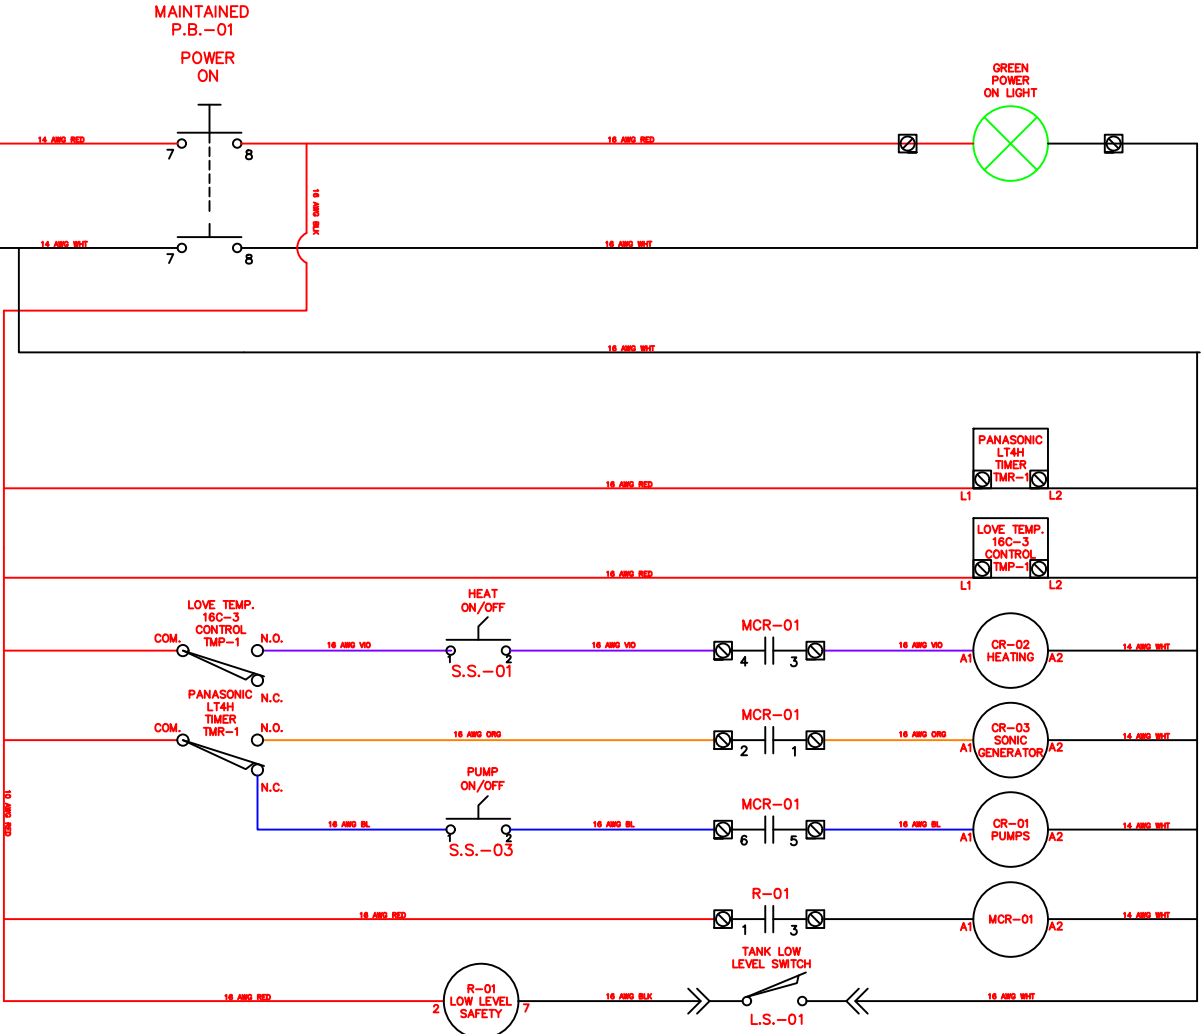 MAINTAINED
P.B.-01
POWER
ON
GREEN
POWER
ON LIGHT
14 AWG RED
7
8
16 AWG RED
16 AWG BLK
14 AWG WHT
7
8
16 AWG WHT
16 AWG WHT
PANASONIC
LT4H
TIMER
TMR-1
16 AWG RED
L1
L2
LOVE TEMP.
16C-3
CONTROL
TMP-1
16 AWG RED
L1
L2
LOVE TEMP.
16C-3
CONTROL
TMP-1
COM.
N.O.
N.C.
16 AWG VIO
HEAT
ON/OFF
1
2
S.S.-01
16 AWG VIO
MCR-01
4
3
16 AWG VIO
CR-02
HEATING
A1
A2
14 AWG WHT
PANASONIC
LT4H
TIMER
TMR-1
COM.
N.O.
N.C.
16 AWG ORG
MCR-01
2
1
16 AWG ORG
CR-03
SONIC
GENERATOR
A1
A2
14 AWG WHT
10 AWG RED
16 AWG BL
PUMP
ON/OFF
1
2
S.S.-03
16 AWG BL
MCR-01
6
5
16 AWG BL
CR-01
PUMPS
A1
A2
14 AWG WHT
16 AWG RED
R-01
1
3
MCR-01
A1
A2
14 AWG WHT
16 AWG RED
R-01
LOW LEVEL
SAFETY
2
7
16 AWG BLK
TANK LOW
LEVEL SWITCH
L.S.-01
16 AWG WHT